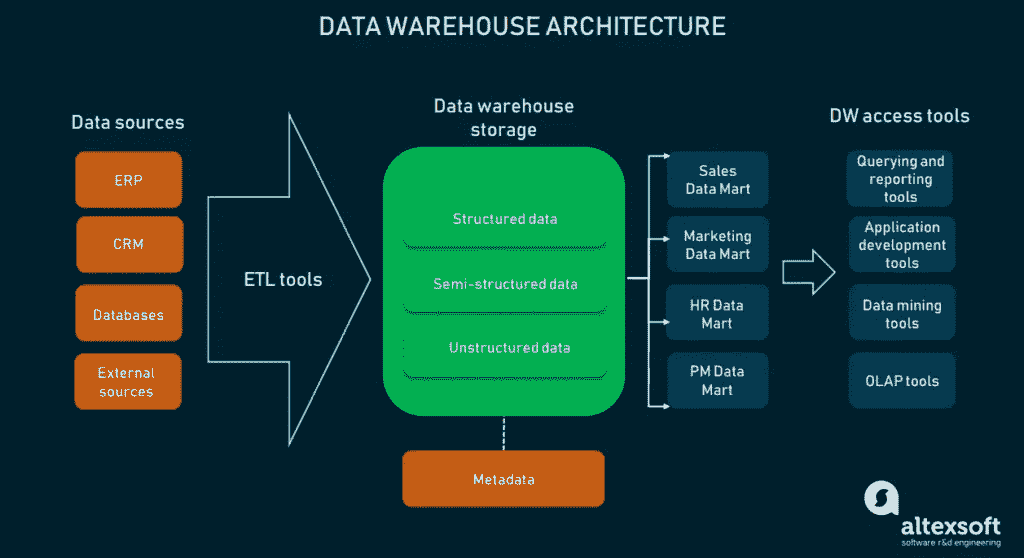 DATA WAREHOUSE ARCHITECTURE
Data sources
ERP
CRM
Databases
External
sources
ETL tools
Data warehouse
storage
Structured data
Semi-structured data
Unstructured data
Metadata
Sales
Data Mart
Marketing
Data Mart
HR Data
Mart
PM Data
Mart
DW access tools
Querying and
reporting
tools
Application
development
tools
Data mining
tools
OLAP tools
altexsoft
software r&d engineering